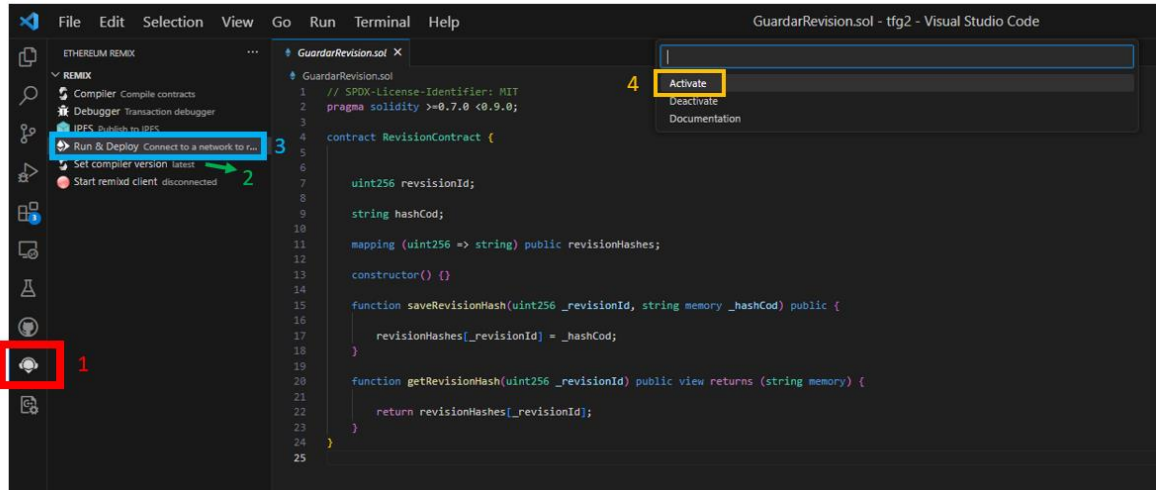 File Edit Selection View Go Run Terminal Help GuardarRevision.sol - tfg2 - Visual Studio Code
ETHEREUM REMIX ...
REMIX
Compiler Compile contracts
Debugger Transaction debugger
IPFS Publish to IPFS
Run & Deploy Connect to a network to r... 3
Set compiler version latest 2
Start remixd client disconnected
3
1
GuardarRevision.sol
GuardarRevision.sol
1 // SPDX-License-Identifier: MIT
2 pragma solidity >=0.7.0 <0.9.0;
3
4 contract RevisionContract {
5
6
7 uint256 revsisionId;
8
9 string hashCod;
10
11 mapping (uint256 => string) public revisionHashes;
12
13 constructor() {}
14
15 function saveRevisionHash(uint256 _revisionId, string memory _hashCod) public {
16
17 revisionHashes[_revisionId] = _hashCod;
18 }
19
20 function getRevisionHash(uint256 _revisionId) public view returns (string memory) {
21
22 return revisionHashes[_revisionId];
23 }
24 }
25
4 Activate
Deactivate
Documentation